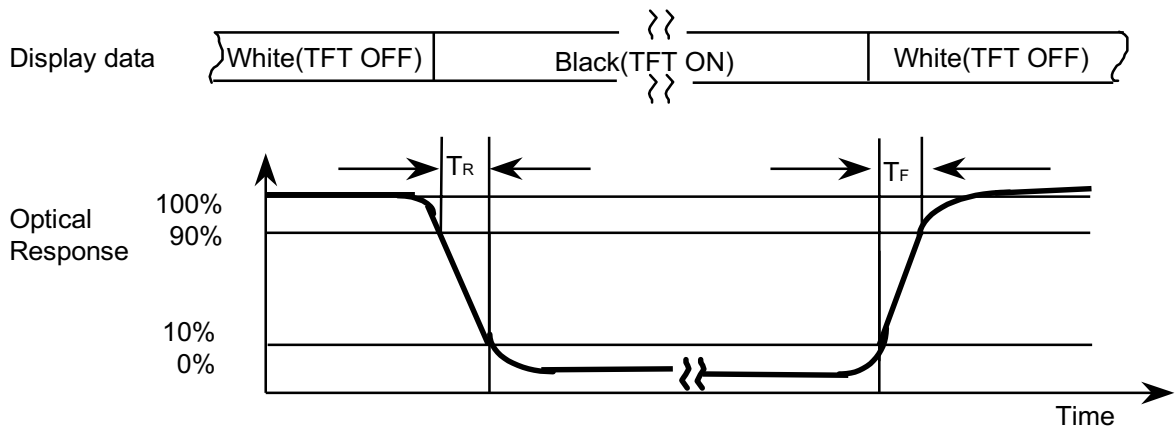 Display data
White(TFT OFF)
Black(TFT ON)
White(TFT OFF)
TR
TF
Optical
Response
100%
90%
10%
0%
Time